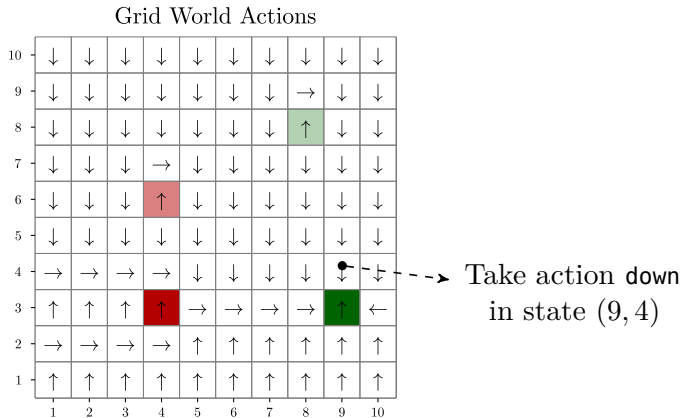 Grid World Actions
10 ↓ ↓ ↓ ↓ ↓ ↓ ↓ ↓ ↓ ↓
9 ↓ ↓ ↓ ↓ ↓ ↓ ↓ → ↓ ↓
8 ↓ ↓ ↓ ↓ ↓ ↓ ↓ ↑ ↓ ↓
7 ↓ ↓ ↓ → ↓ ↓ ↓ ↓ ↓ ↓
6 ↓ ↓ ↓ ↑ ↓ ↓ ↓ ↓ ↓ ↓
5 ↓ ↓ ↓ ↓ ↓ ↓ ↓ ↓ ↓ ↓
4 → → → → ↓ ↓ ↓ ↓ ↓ ↓
3 ↑ ↑ ↑ ↑ → → → → ↑ ←
2 → → → → ↑ ↑ ↑ ↑ ↑ ↑
1 ↑ ↑ ↑ ↑ ↑ ↑ ↑ ↑ ↑ ↑
1 2 3 4 5 6 7 8 9 10
Take action down
in state (9, 4)